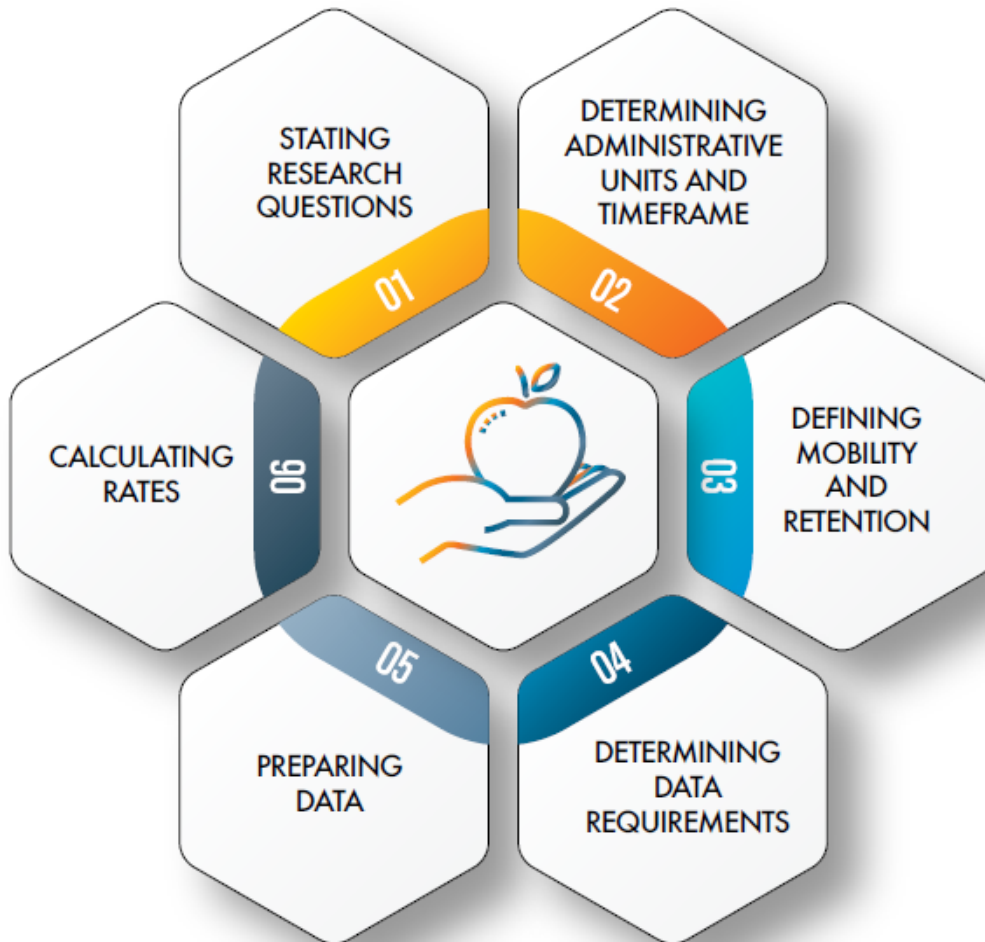 STATING
RESEARCH
QUESTIONS
01
DETERMINING
ADMINISTRATIVE
UNITS AND
TIMEFRAME
02
DEFINING
MOBILITY
AND
RETENTION
03
DETERMINING
DATA
REQUIREMENTS
04
PREPARING
DATA
05
CALCULATING
RATES
06